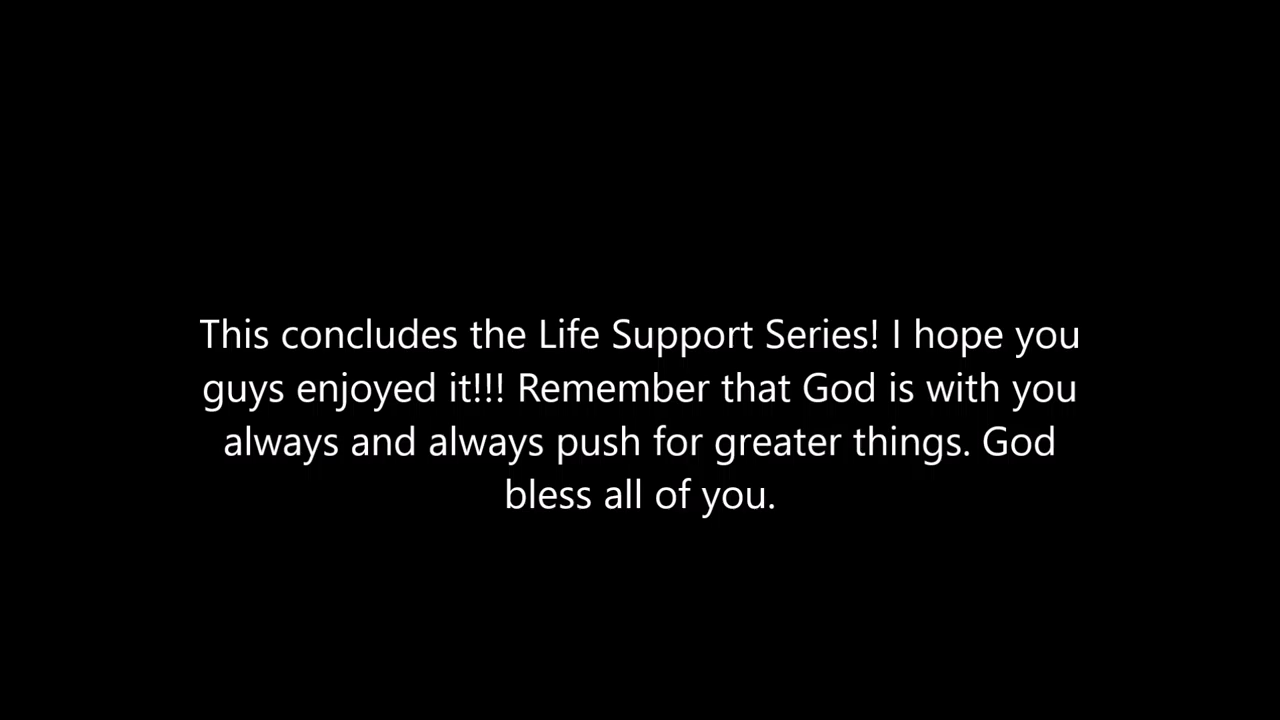 This concludes the Life Support Series! I hope you
guys enjoyed it!!! Remember that God is with you
always and always push for greater things. God
bless all of you.